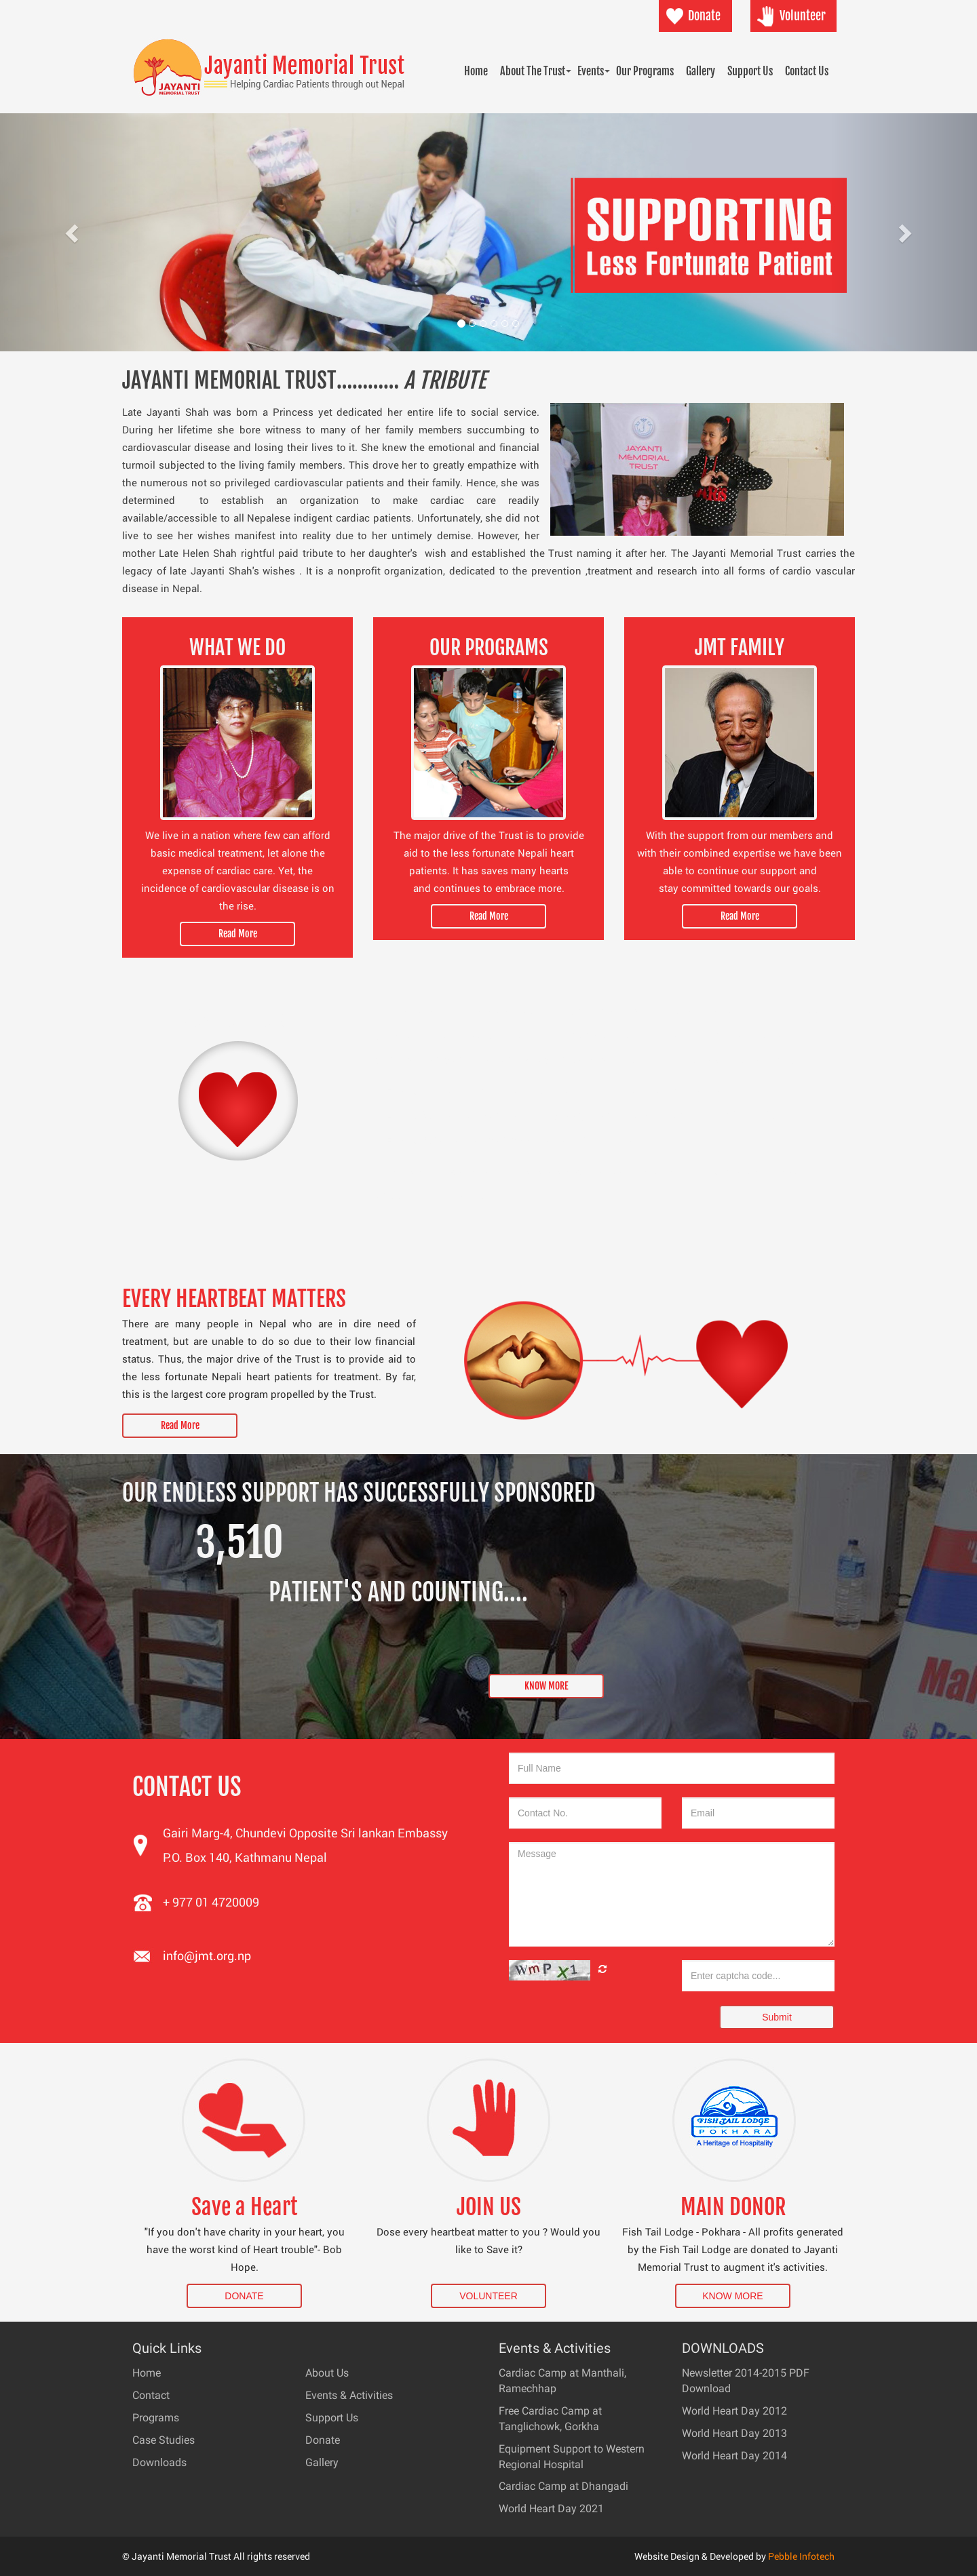 Donate
Volunteer
JAYANTI
MEMORIAL TRUST
Jayanti Memorial Trust
Helping Cardiac Patients through out Nepal
Home
About The Trust
Events
Our Programs
Gallery
Support Us
Contact Us
SUPPORTING
Less Fortunate Patient
JAYANTI MEMORIAL TRUST............ A TRIBUTE
Late Jayanti Shah was born a Princess yet dedicated her entire life to social service.
During her lifetime she bore witness to many of her family members succumbing to
cardiovascular disease and losing their lives to it. She knew the emotional and financial
turmoil subjected to the living family members. This drove her to greatly empathize with
the numerous not so privileged cardiovascular patients and their family. Hence, she was
determined to establish an organization to make cardiac care readily
available/accessible to all Nepalese indigent cardiac patients. Unfortunately, she did not
live to see her wishes manifest into reality due to her untimely demise. However, her
mother Late Helen Shah rightful paid tribute to her daughter's wish and established the Trust naming it after her. The Jayanti Memorial Trust carries the
legacy of late Jayanti Shah's wishes . It is a nonprofit organization, dedicated to the prevention ,treatment and research into all forms of cardio vascular
disease in Nepal.
JAYANTI
MEMORIAL
TRUST
WHAT WE DO
We live in a nation where few can afford
basic medical treatment, let alone the
expense of cardiac care. Yet, the
incidence of cardiovascular disease is on
the rise.
Read More
OUR PROGRAMS
The major drive of the Trust is to provide
aid to the less fortunate Nepali heart
patients. It has saves many hearts
and continues to embrace more.
Read More
JMT FAMILY
With the support from our members and
with their combined expertise we have been
able to continue our support and
stay committed towards our goals.
Read More
EVERY HEARTBEAT MATTERS
There are many people in Nepal who are in dire need of
treatment, but are unable to do so due to their low financial
status. Thus, the major drive of the Trust is to provide aid to
the less fortunate Nepali heart patients for treatment. By far,
this is the largest core program propelled by the Trust.
Read More
OUR ENDLESS SUPPORT HAS SUCCESSFULLY SPONSORED
3,510
PATIENT'S AND COUNTING....
KNOW MORE
CONTACT US
Gairi Marg-4, Chundevi Opposite Sri lankan Embassy
P.O. Box 140, Kathmanu Nepal
+ 977 01 4720009
info@jmt.org.np
Full Name
Contact No.
Email
Message
WmPX1
Enter captcha code...
Submit
FISH TAIL LODGE
POKHARA
A Heritage of Hospitality
Save a Heart
"If you don't have charity in your heart, you
have the worst kind of Heart trouble"- Bob
Hope.
DONATE
JOIN US
Dose every heartbeat matter to you ? Would you
like to Save it?
VOLUNTEER
MAIN DONOR
Fish Tail Lodge - Pokhara - All profits generated
by the Fish Tail Lodge are donated to Jayanti
Memorial Trust to augment it's activities.
KNOW MORE
Quick Links
Home
Contact
Programs
Case Studies
Downloads
About Us
Events & Activities
Support Us
Donate
Gallery
Events & Activities
Cardiac Camp at Manthali,
Ramechhap
Free Cardiac Camp at
Tanglichowk, Gorkha
Equipment Support to Western
Regional Hospital
Cardiac Camp at Dhangadi
World Heart Day 2021
DOWNLOADS
Newsletter 2014-2015 PDF
Download
World Heart Day 2012
World Heart Day 2013
World Heart Day 2014
© Jayanti Memorial Trust All rights reserved
Website Design & Developed by Pebble Infotech